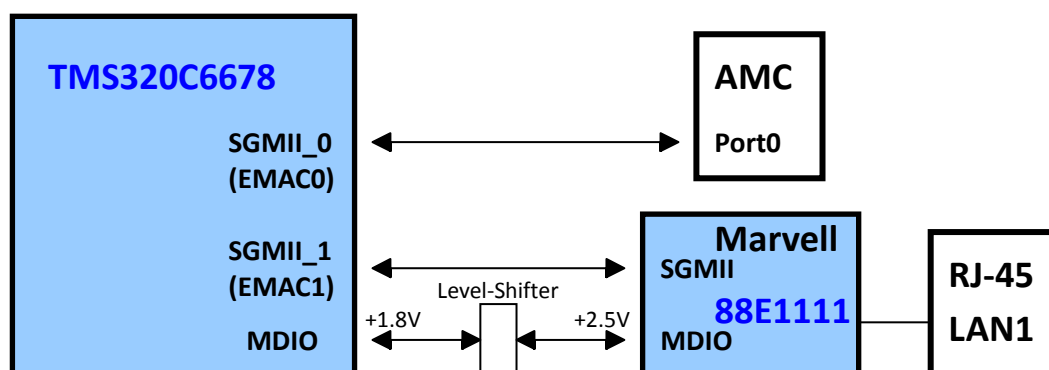 TMS320C6678
AMC
SGMII_0
(EMAC0)
Port0
SGMII_1
(EMAC1)
Marvell
SGMII
RJ-45
Level-Shifter
88E1111
+1.8V
+2.5V
LAN1
MDIO
MDIO